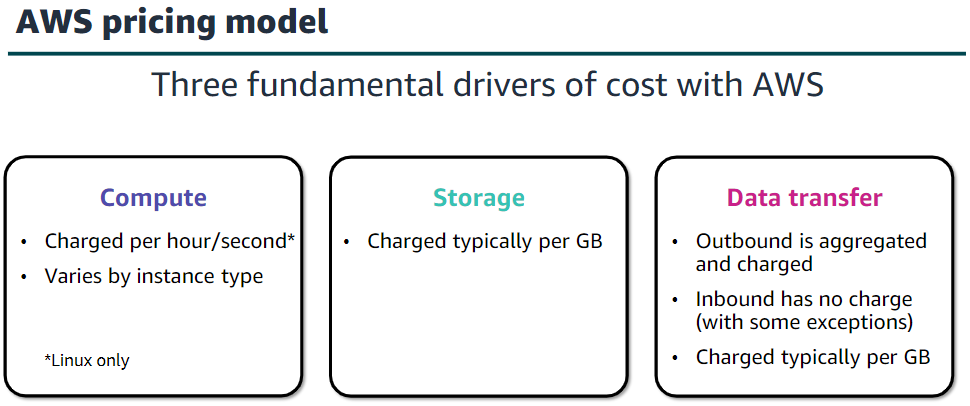 AWS pricing model
Three fundamental drivers of cost with AWS
Compute
• Charged per hour/second*
• Varies by instance type
*Linux only
Storage
• Charged typically per GB
Data transfer
• Outbound is aggregated
and charged
• Inbound has no charge
(with some exceptions)
• Charged typically per GB